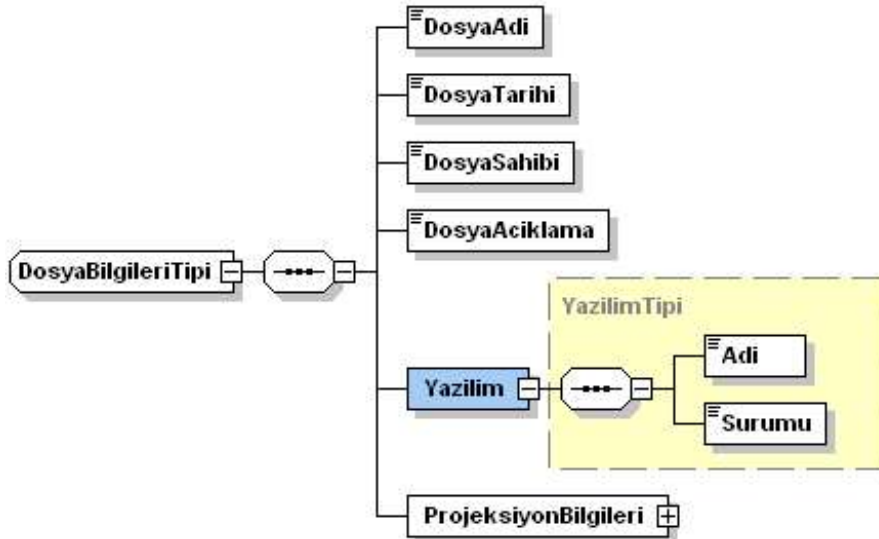 DosyaAdi
DosyaTarihi
DosyaSahibi
DosyaAciklama
DosyaBilgileriTipi
YazilimTipi
Yazilim
Adi
Surumu
ProjeksiyonBilgileri